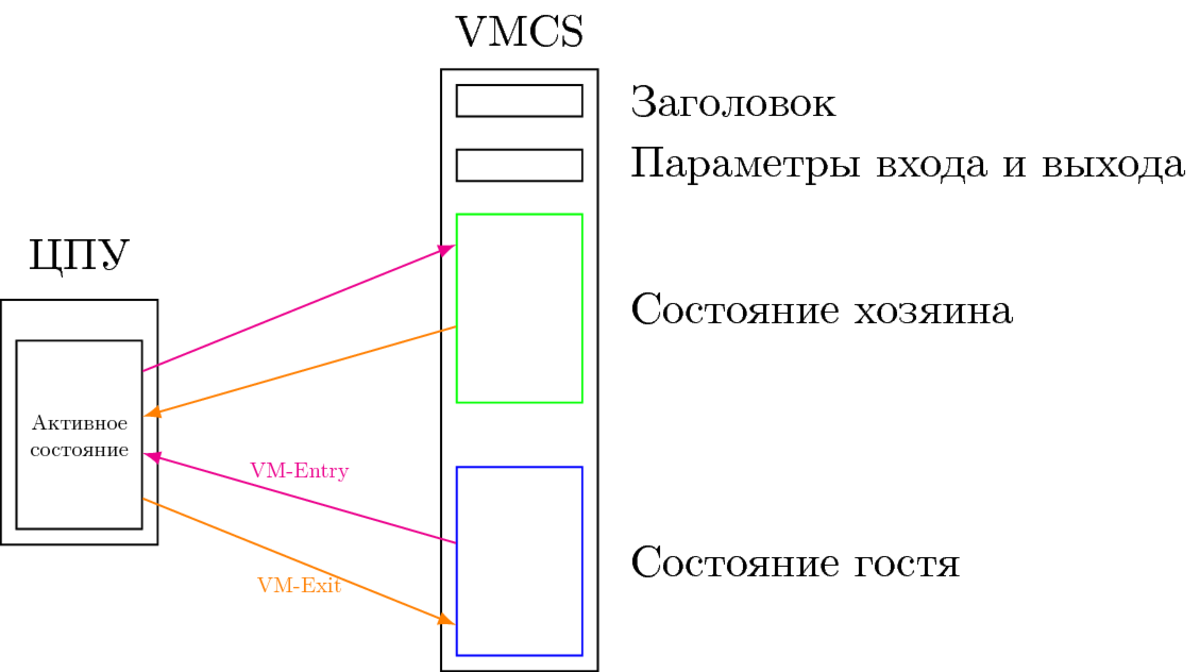 VMCS
Заголовок
Параметры входа и выхода
ЦПУ
Состояние хозяина
Активное
состояние
VM-Entry
Состояние гостя
VM-Exit